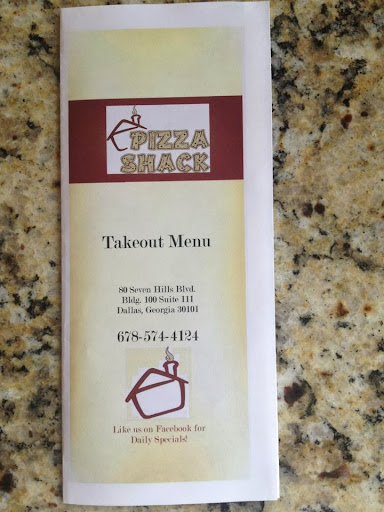 PIZZA
SHACK
Takeout Menu
80 Seven Hills Blvd.
Bldg. 100 Suite 111
Dallas, Georgia 30101
678-574-4124
Like us on Facebook for
Daily Specials!